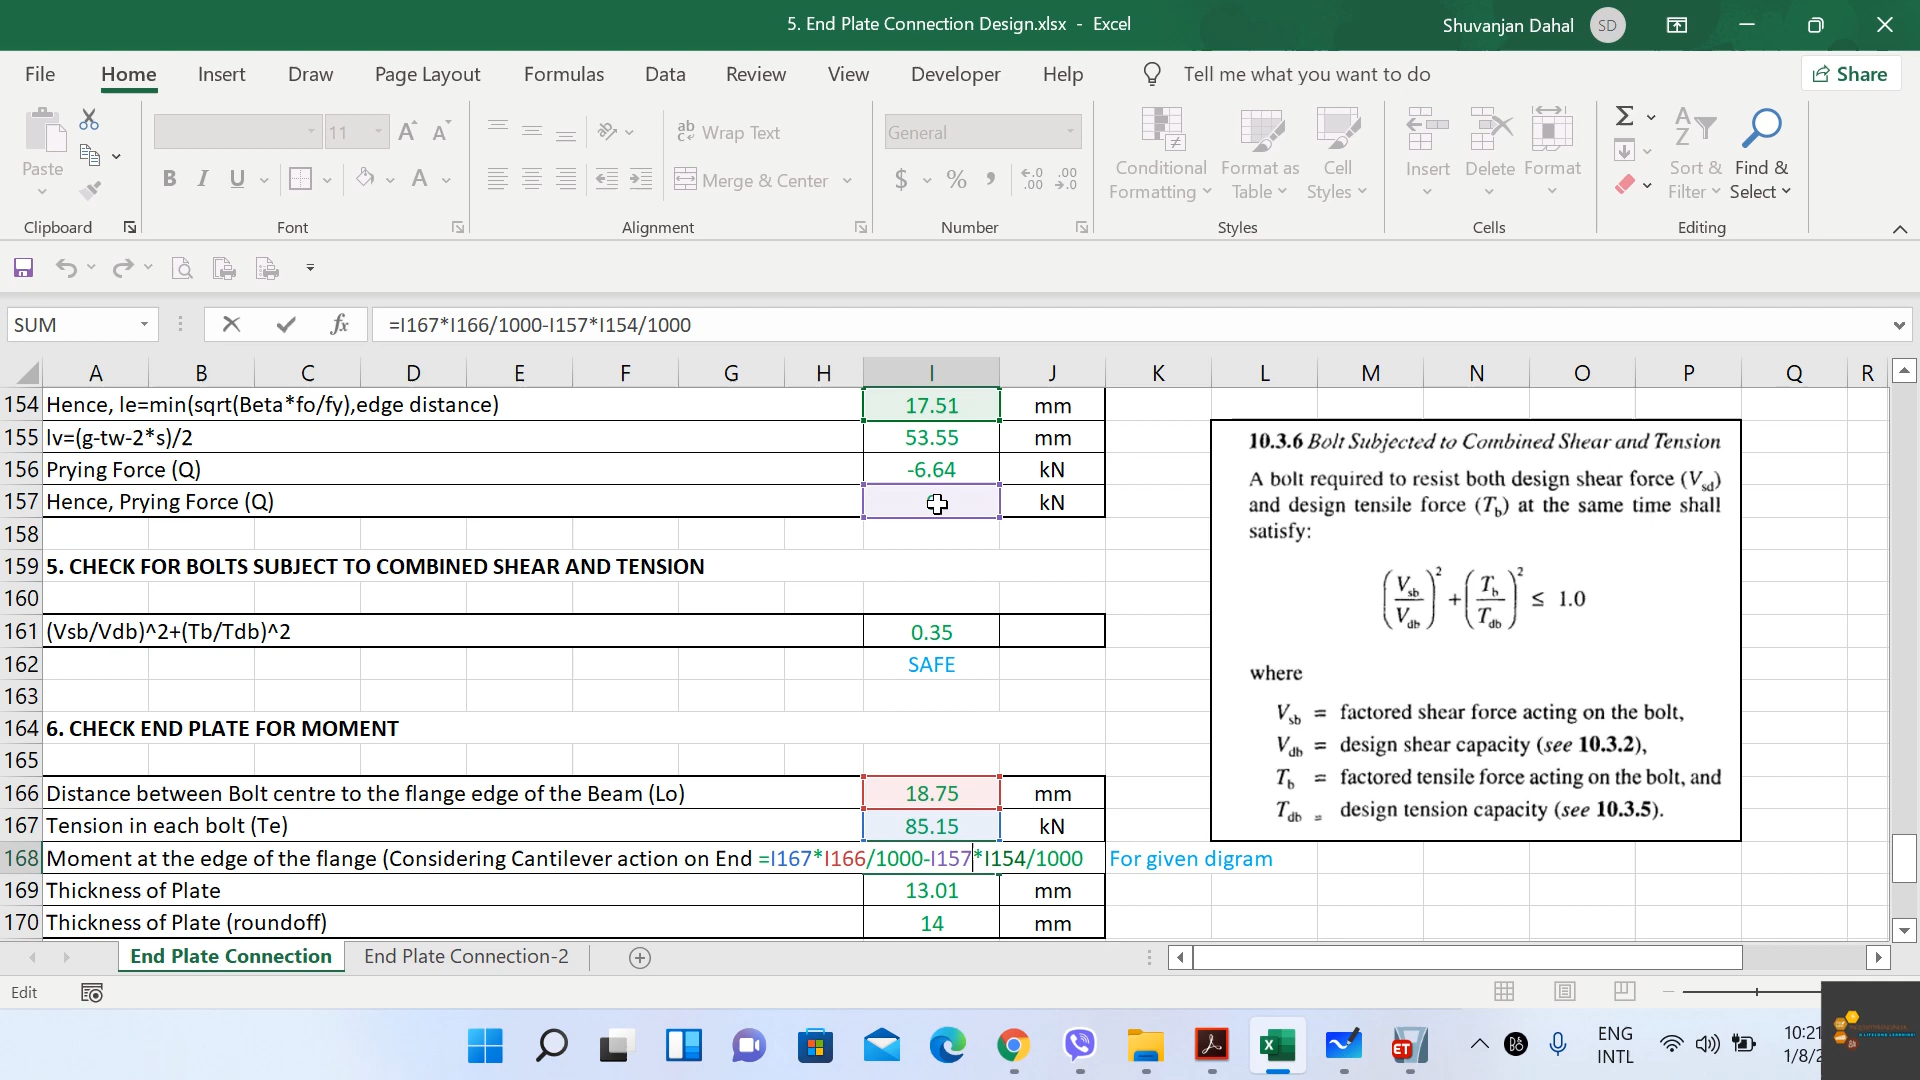 5. End Plate Connection Design.xlsx - Excel
Shuvanjan Dahal SD
File Home Insert Draw Page Layout Formulas Data Review View Developer Help Tell me what you want to do Share
Paste
11
Wrap Text
Merge & Center
General
Conditional Formatting
Format as Table
Cell Styles
Insert Delete Format
Sort & Filter
Find & Select
Clipboard Font Alignment Number Styles Cells Editing
SUM =I167*I166/1000-I157*I154/1000
A B C D E F G H I J K L M N O P Q R
154 Hence, le=min(sqrt(Beta*fo/fy),edge distance) 17.51 mm
155 lv=(g-tw-2*s)/2 53.55 mm
156 Prying Force (Q) -6.64 kN
157 Hence, Prying Force (Q) kN
158
159 5. CHECK FOR BOLTS SUBJECT TO COMBINED SHEAR AND TENSION
160
161 (Vsb/Vdb)^2+(Tb/Tdb)^2 0.35
162 SAFE
163
164 6. CHECK END PLATE FOR MOMENT
165
166 Distance between Bolt centre to the flange edge of the Beam (Lo) 18.75 mm
167 Tension in each bolt (Te) 85.15 kN
168 Moment at the edge of the flange (Considering Cantilever action on End =I167*I166/1000-I157*I154/1000 For given digram
169 Thickness of Plate 13.01 mm
170 Thickness of Plate (roundoff) 14 mm
10.3.6 Bolt Subjected to Combined Shear and Tension
A bolt required to resist both design shear force (Vsd)
and design tensile force (Tb) at the same time shall
satisfy:
(Vsb/Vdb)² + (Tb/Tdb)² ≤ 1.0
where
Vsb = factored shear force acting on the bolt,
Vdb = design shear capacity (see 10.3.2),
Tb = factored tensile force acting on the bolt, and
Tdb = design tension capacity (see 10.3.5).
End Plate Connection End Plate Connection-2
Edit
ENG
INTL
10:21
1/8/2